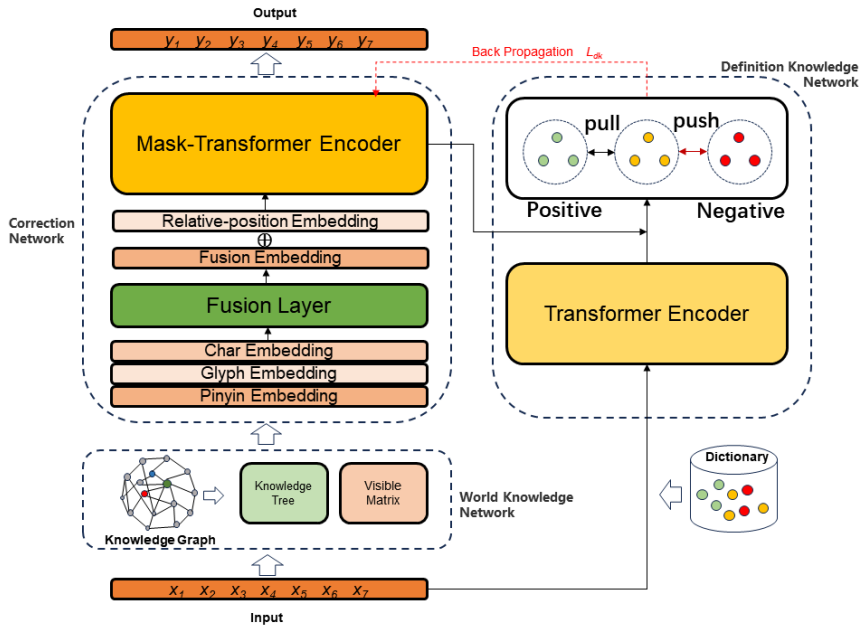 Output
y1 y2 y3 y4 y5 y6 y7
Back Propagation Ldk
Definition Knowledge
Network
Mask-Transformer Encoder
pull
push
Positive
Negative
Correction
Network
Relative-position Embedding
Fusion Embedding
Fusion Layer
Transformer Encoder
Char Embedding
Glyph Embedding
Pinyin Embedding
Dictionary
Knowledge
Tree
Visible
Matrix
World Knowledge
Network
Knowledge Graph
x1 x2 x3 x4 x5 x6 x7
Input